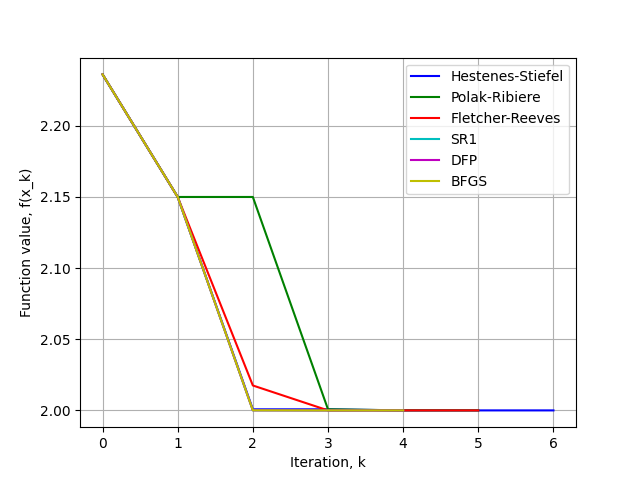 Hestenes-Stiefel
Polak-Ribiere
Fletcher-Reeves
SR1
DFP
BFGS
2.20
2.15
2.10
2.05
2.00
Function value, f(x_k)
0 1 2 3 4 5 6
Iteration, k